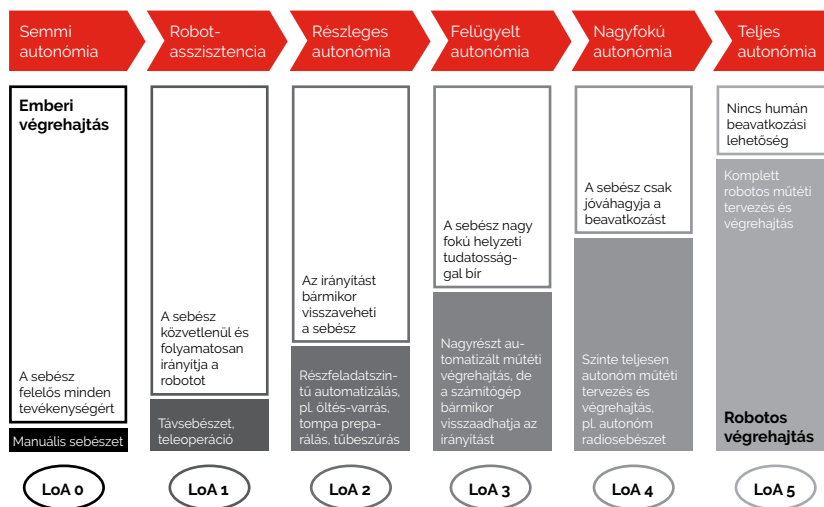 Semmi
autonómia
Robot-
asszisztencia
Részleges
autonómia
Felügyelt
autonómia
Nagyfokú
autonómia
Teljes
autonómia
Emberi
végrehajtás
A sebész
felelős minden
tevékenységért
Manuális sebészet
A sebész
közvetlenül és
folyamatosan
irányítja a
robotot
Távsebészet,
teleoperáció
Az irányítást
bármikor
visszaveheti
a sebész
Részfeladatszin-
tű automatizálás,
pl. öltés-varrás,
tompa prepa-
rálás, tűbeszúrás
A sebész nagy
fokú helyzeti
tudatosság-
gal bír
Nagyrészt au-
tomatizált műtéti
végrehajtás, de
a számítógép
bármikor
visszaadhatja az
irányítást
A sebész csak
jóváhagyja a
beavatkozást
Szinte teljesen
autonóm műtéti
tervezés és
végrehajtás,
pl. autonóm
radiosebészet
Nincs humán
beavatkozási
lehetőség
Komplett
robotos műtéti
tervezés és
végrehajtás
Robotos
végrehajtás
LoA 0
LoA 1
LoA 2
LoA 3
LoA 4
LoA 5